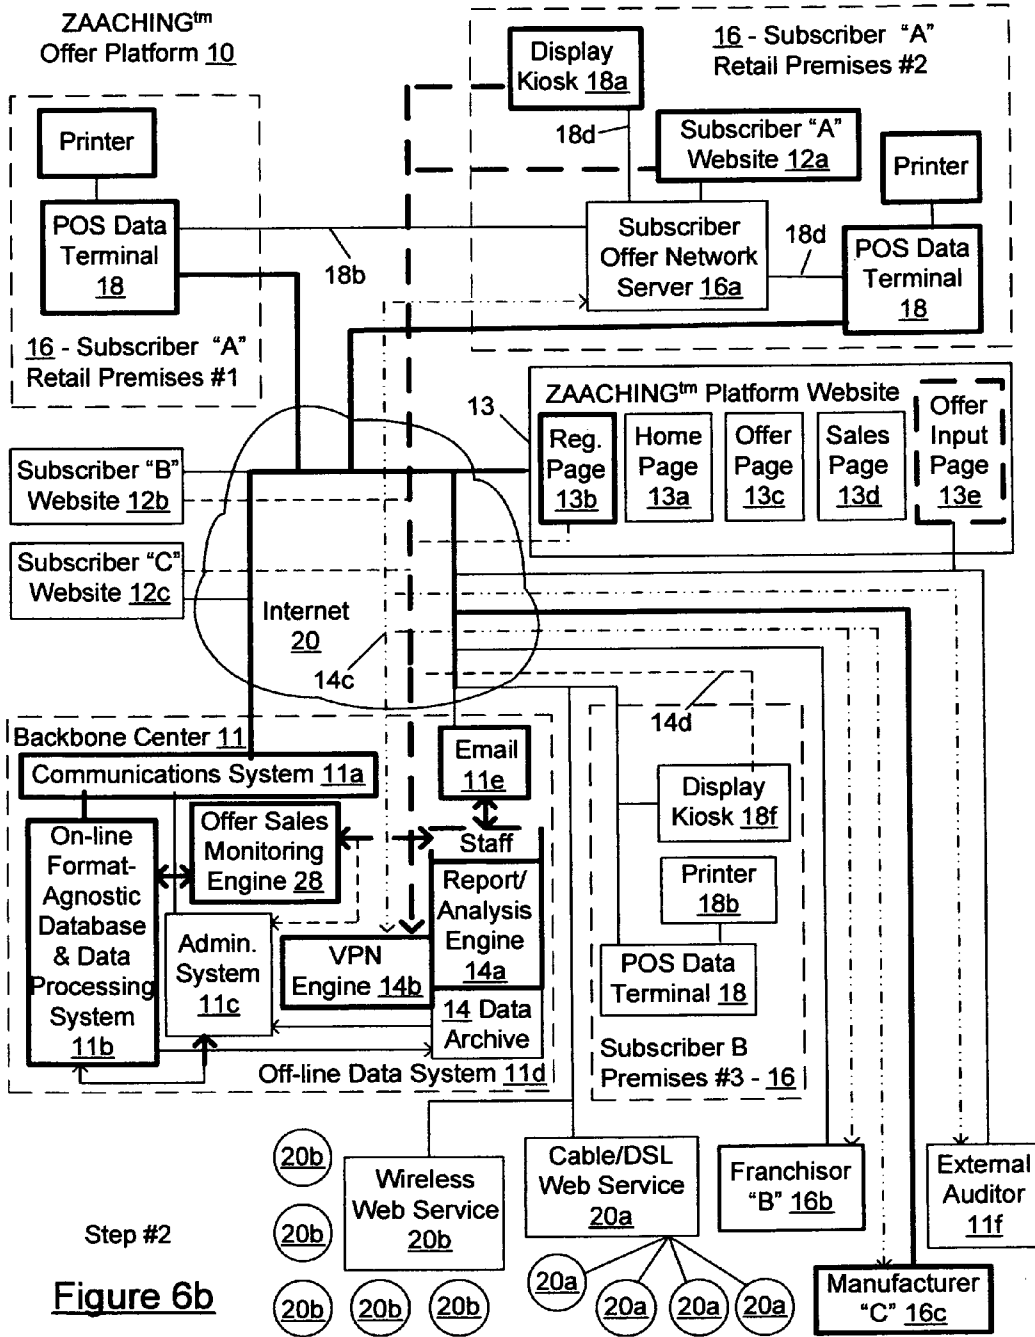 ZAACHING™
Offer Platform 10
Printer
POS Data
Terminal
18
16 - Subscriber "A"
Retail Premises #1
18b
Display
Kiosk 18a
16 - Subscriber "A"
Retail Premises #2
18d
Subscriber "A"
Website 12a
Printer
Subscriber
Offer Network
Server 16a
18d
POS Data
Terminal
18
13
ZAACHING™ Platform Website
Reg.
Page
13b
Home
Page
13a
Offer
Page
13c
Sales
Page
13d
Offer
Input
Page
13e
Subscriber "B"
Website 12b
Subscriber "C"
Website 12c
Internet
20
14c
14d
Backbone Center 11
Communications System 11a
Email
11e
On-line
Format-
Agnostic
Database
& Data
Processing
System
11b
Offer Sales
Monitoring
Engine 28
Staff
Report/
Analysis
Engine
14a
Admin.
System
11c
VPN
Engine 14b
14 Data
Archive
Off-line Data System 11d
Display
Kiosk 18f
Printer
18b
POS Data
Terminal 18
Subscriber B
Premises #3 - 16
20b
20b
20b
20b
20b
Wireless
Web Service
20b
Cable/DSL
Web Service
20a
20a
20a
20a
20a
Franchisor
"B" 16b
External
Auditor
11f
Manufacturer
"C" 16c
Step #2
Figure 6b